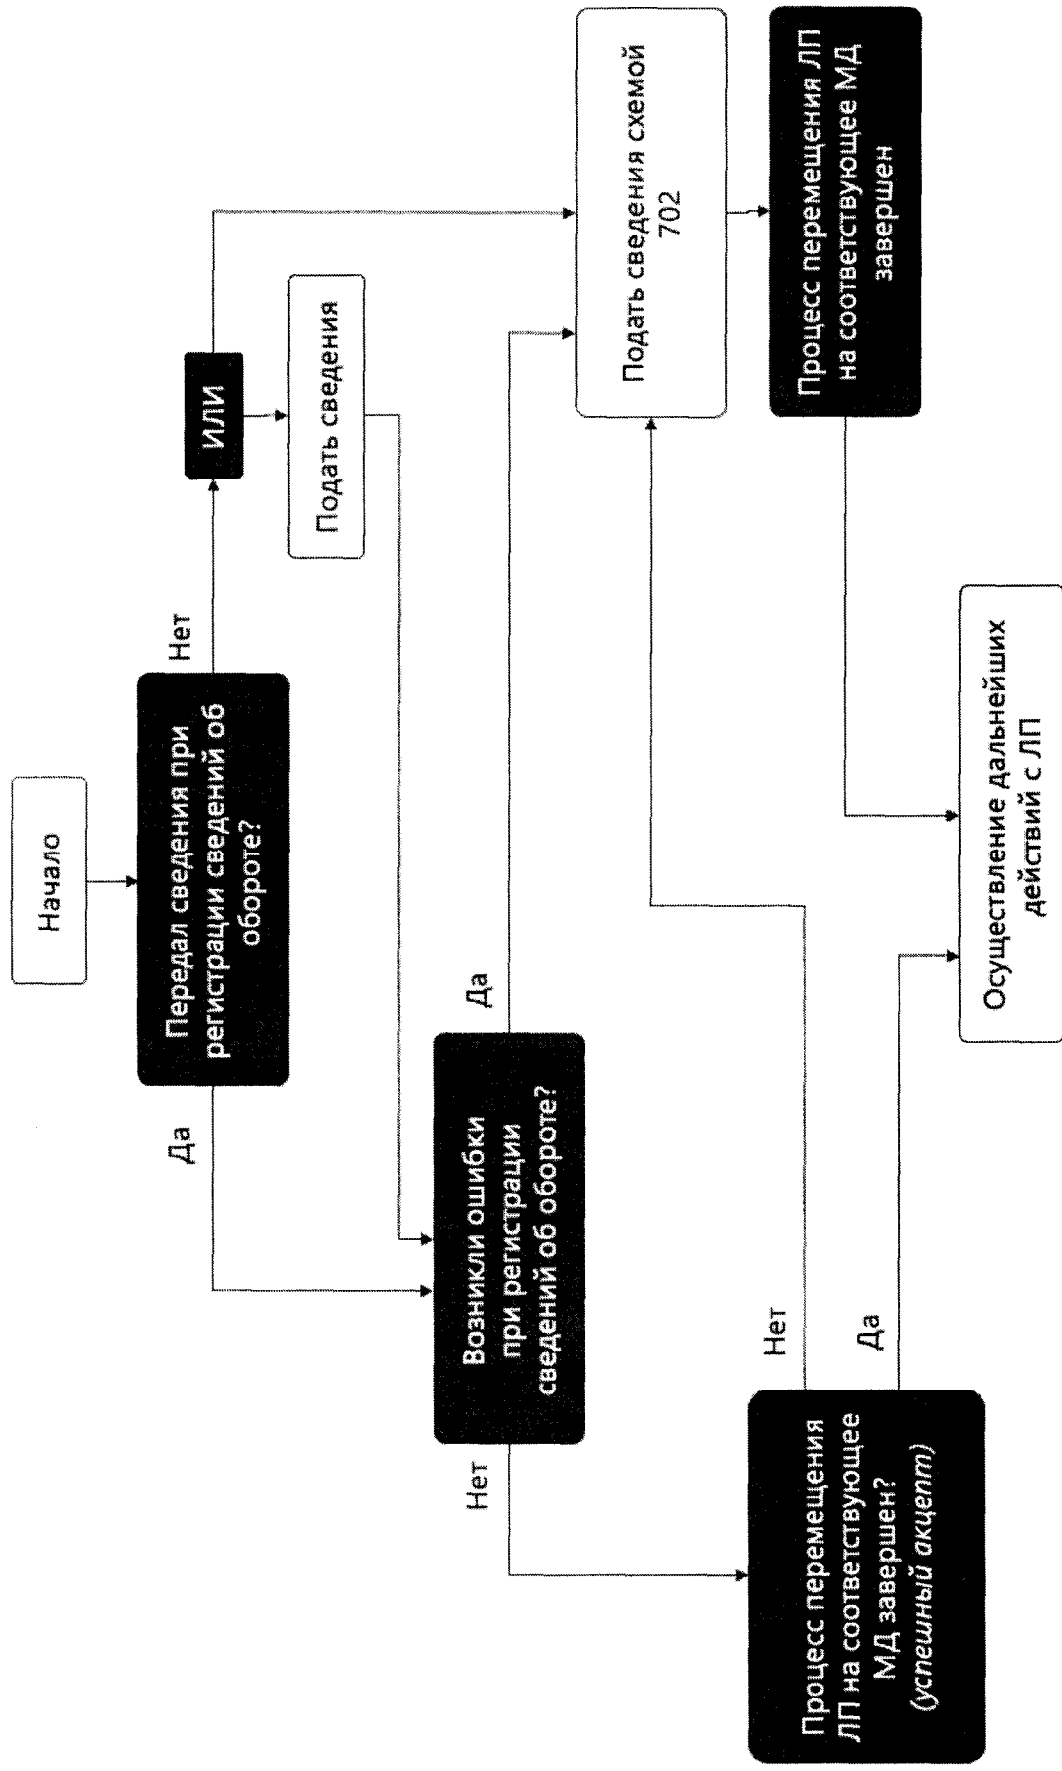 Начало
Передал сведения при
регистрации сведений об
обороте?
Да
Нет
ИЛИ
Подать сведения
Возникли ошибки
при регистрации
сведений об обороте?
Нет
Да
Подать сведения схемой
702
Процесс перемещения
ЛП на соответствующее
МД завершен?
(успешный акцепт)
Нет
Да
Процесс перемещения ЛП
на соответствующее МД
завершен
Осуществление дальнейших
действий с ЛП